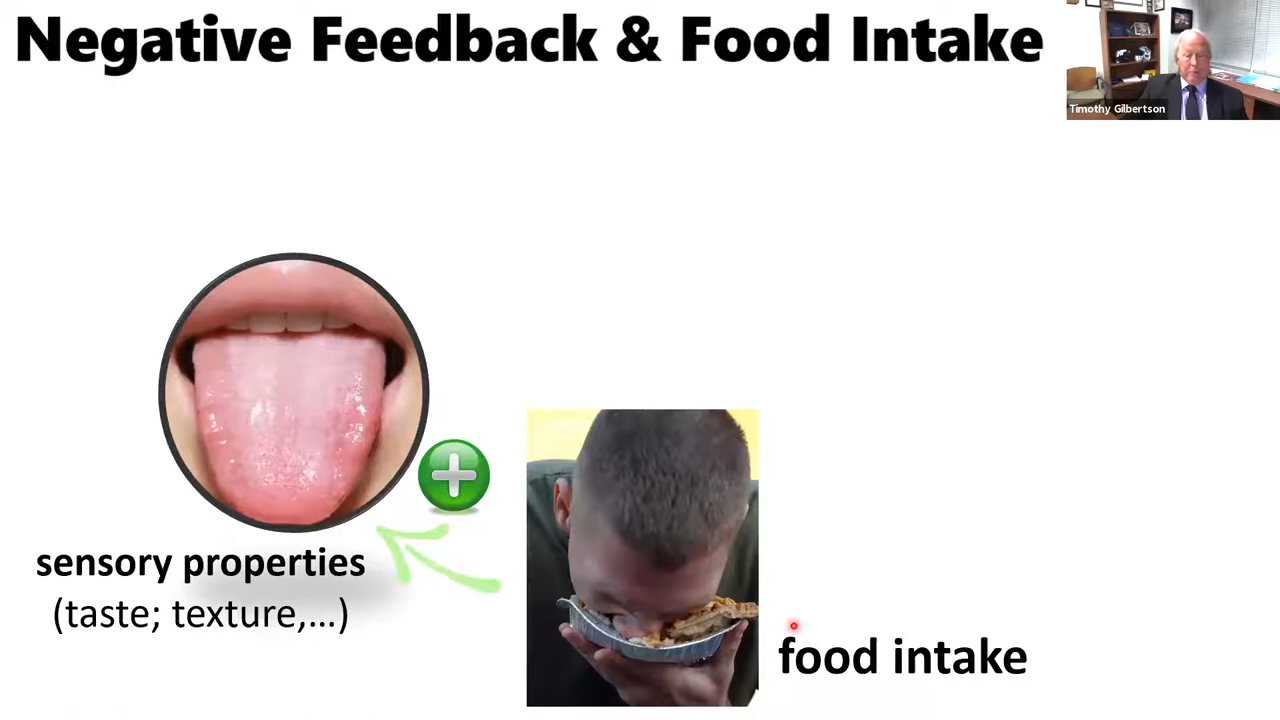 Negative Feedback & Food Intake
Timothy Gilbertson
sensory properties
(taste; texture,...)
food intake